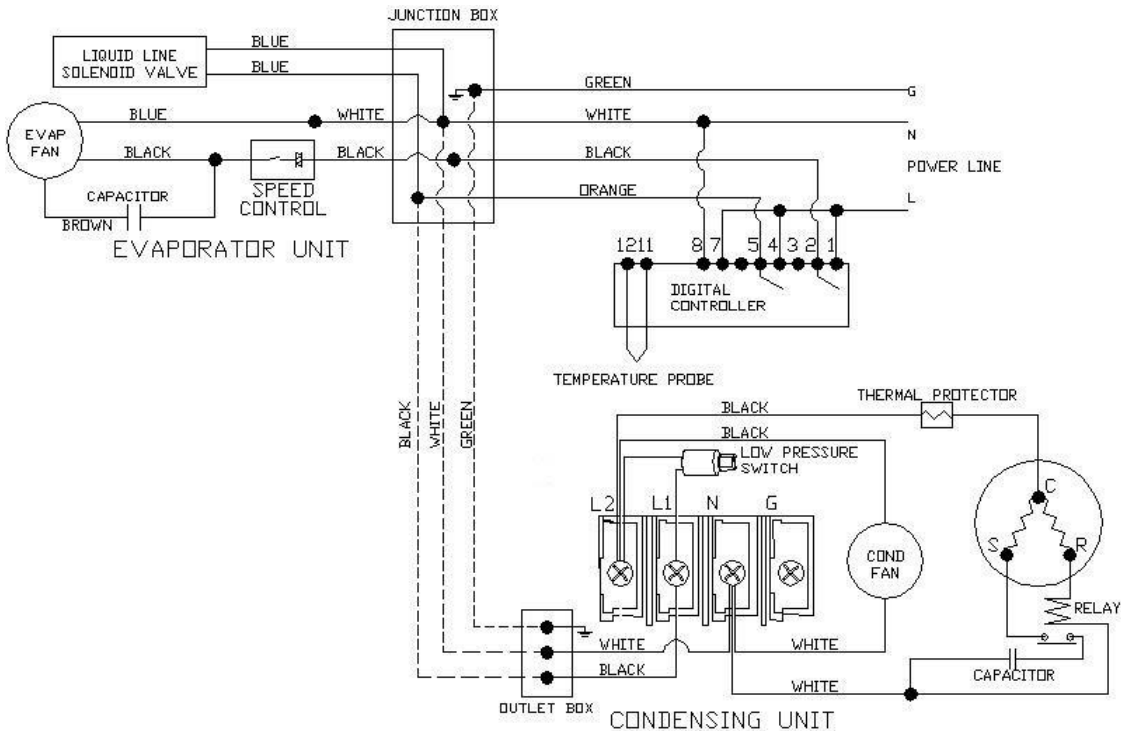 JUNCTION BOX
LIQUID LINE
SOLENOID VALVE
BLUE
BLUE
GREEN
G
EVAP
FAN
BLUE
WHITE
WHITE
N
BLACK
BLACK
BLACK
POWER LINE
SPEED
CONTROL
CAPACITOR
BROWN
ORANGE
L
EVAPORATOR UNIT
12 11 8 7 5 4 3 2 1
DIGITAL
CONTROLLER
TEMPERATURE PROBE
BLACK
WHITE
GREEN
THERMAL PROTECTOR
BLACK
BLACK
LOW PRESSURE
SWITCH
L2 L1 N G
C
S
R
COND
FAN
RELAY
WHITE
WHITE
BLACK
CAPACITOR
WHITE
OUTLET BOX
CONDENSING UNIT